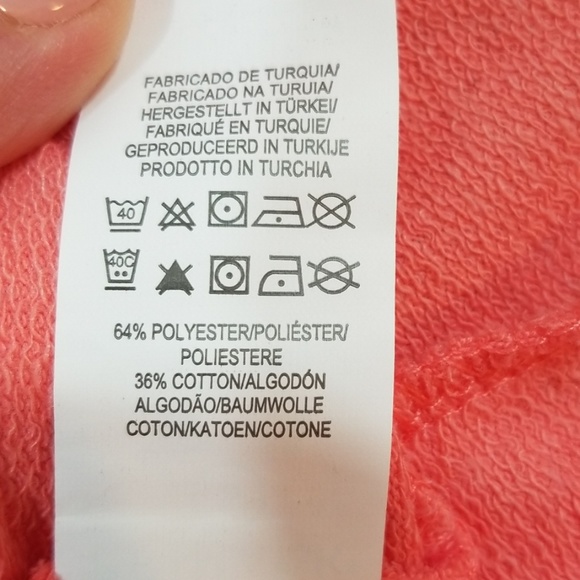 FABRICADO DE TURQUIA/
FABRICADO NA TURUIA/
HERGESTELLT IN TÜRKEI/
FABRIQUÉ EN TURQUIE/
GEPRODUCEERD IN TURKIJE
PRODOTTO IN TURCHIA
40
40C
64% POLYESTER/POLIÉSTER/
POLIESTERE
36% COTTON/ALGODÓN
ALGODÃO/BAUMWOLLE
COTON/KATOEN/COTONE